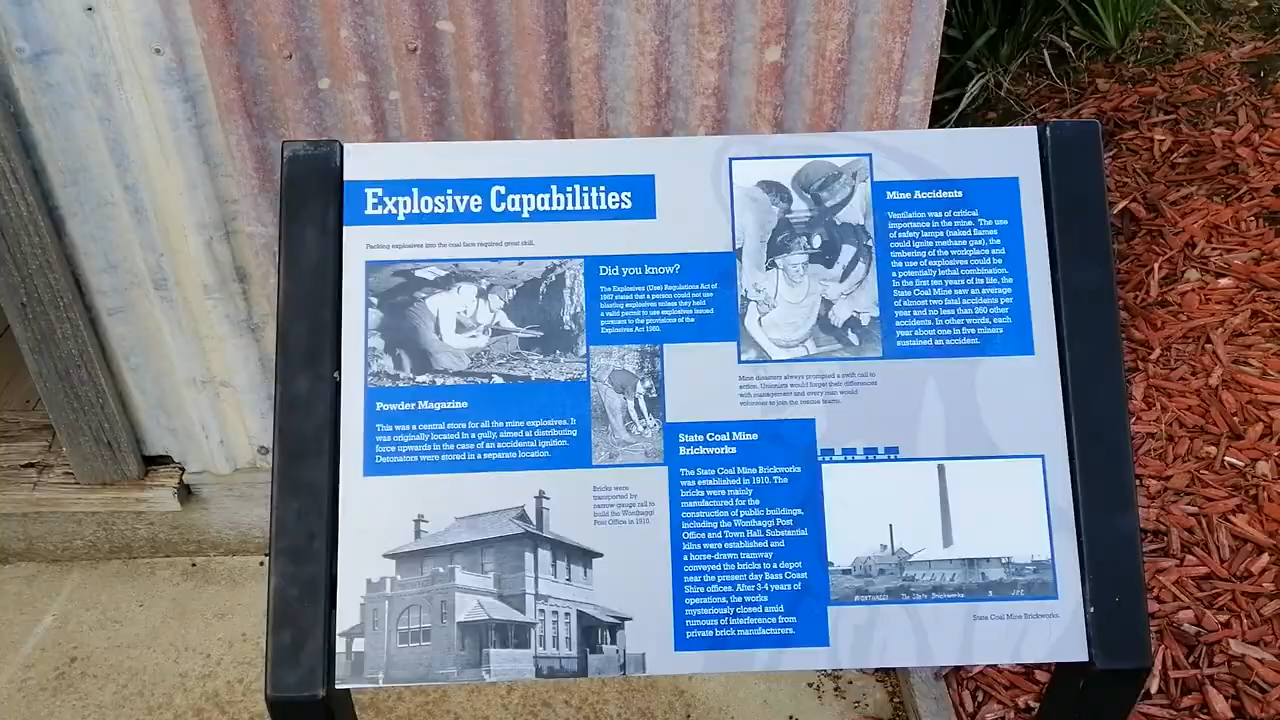 Explosive Capabilities
Packing explosives into the coal face required great skill.
Did you know?
The Explosives (Use) Regulations Act of
1967 stated that a person could not use
blasting explosives unless they held
a valid permit to use explosives issued
pursuant to the provisions of the
Explosives Act 1960.
Powder Magazine
This was a central store for all the mine explosives. It
was originally located in a gully, aimed at distributing
force upwards in the case of an accidental ignition.
Detonators were stored in a separate location.
Mine Accidents
Ventilation was of critical
importance in the mine. The use
of safety lamps (naked flames
could ignite methane gas), the
timbering of the workplace and
the use of explosives could be
a potentially lethal combination.
In the first ten years of its life, the
State Coal Mine saw an average
of almost two fatal accidents per
year and no less than 250 other
accidents. In other words, each
year about one in five miners
sustained an accident.
Mine disasters always prompted a swift call to
action. Unionists would forget their differences
with management and every man would
volunteer to join the rescue teams.
Bricks were
transported by
narrow gauge rail to
build the Wonthaggi
Post Office in 1910.
State Coal Mine
Brickworks
The State Coal Mine Brickworks
was established in 1910. The
bricks were mainly
manufactured for the
construction of public buildings,
including the Wonthaggi Post
Office and Town Hall. Substantial
kilns were established and
a horse-drawn tramway
conveyed the bricks to a depot
near the present day Bass Coast
Shire offices. After 3-4 years of
operations, the works
mysteriously closed amid
rumours of interference from
private brick manufacturers.
WONTHAGGI The State Brickworks
State Coal Mine Brickworks.